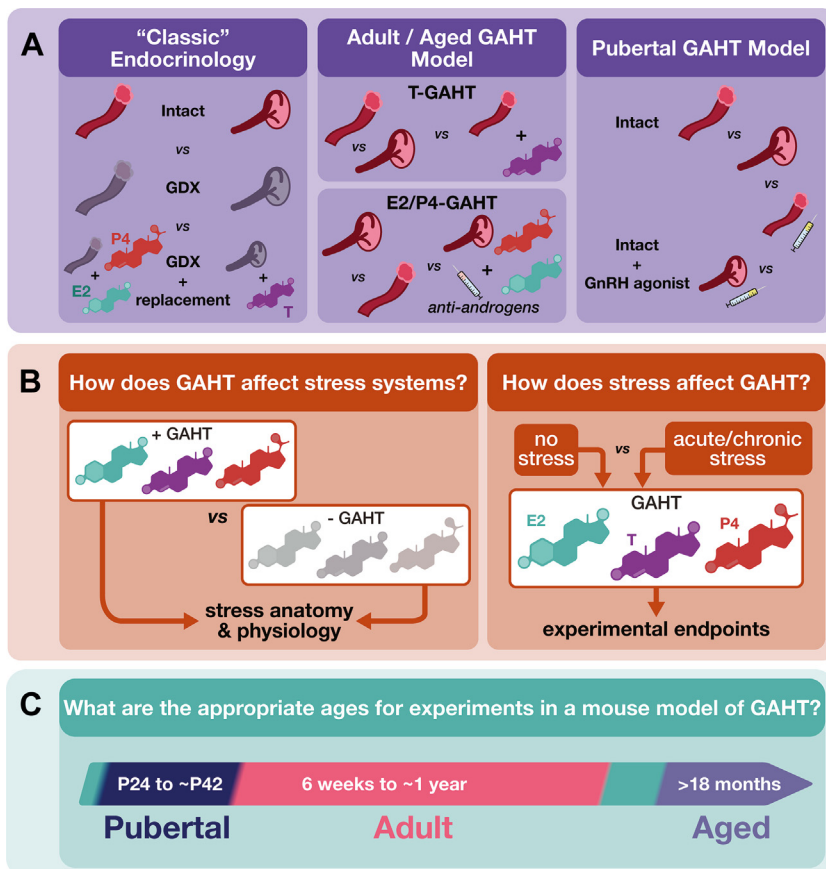 A
“Classic”
Endocrinology
Intact
vs
GDX
vs
P4
E2
+
GDX
+
replacement
+
T
Adult / Aged GAHT
Model
T-GAHT
vs
vs
+
E2/P4-GAHT
vs
vs
+
anti-androgens
Pubertal GAHT Model
Intact
vs
vs
Intact
+
GnRH agonist
vs
B
How does GAHT affect stress systems?
+ GAHT
vs
- GAHT
stress anatomy
& physiology
How does stress affect GAHT?
no
stress
vs
acute/chronic
stress
GAHT
E2
T
P4
experimental endpoints
C
What are the appropriate ages for experiments in a mouse model of GAHT?
P24 to ~P42
6 weeks to ~1 year
>18 months
Pubertal
Adult
Aged